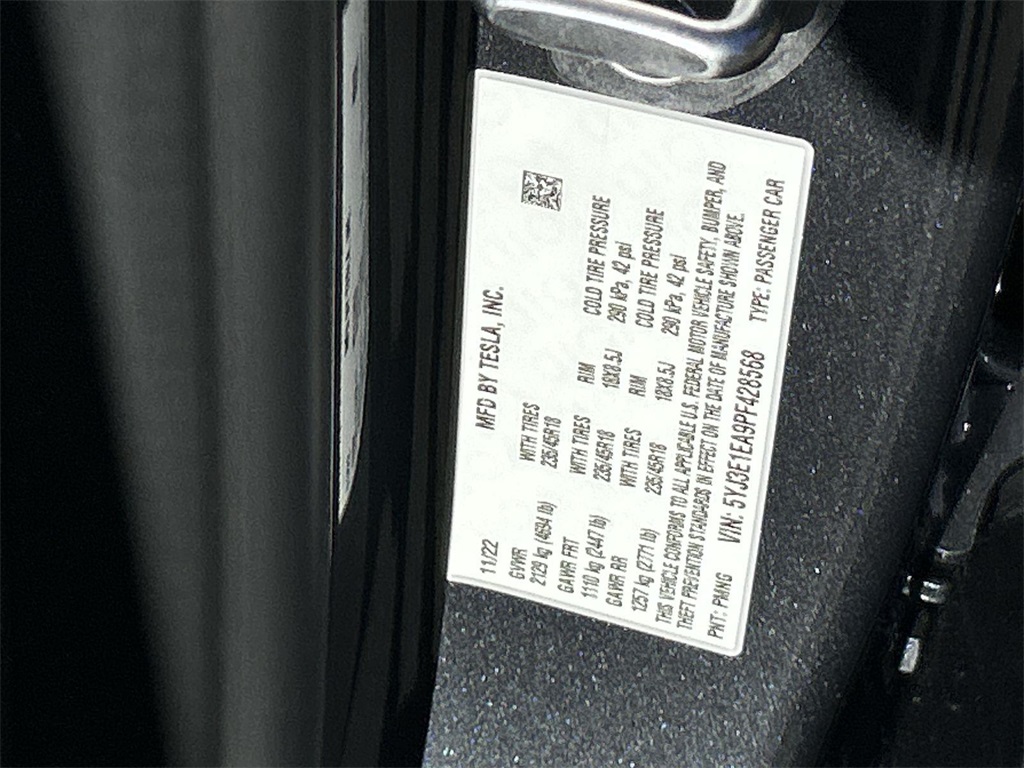 11/22 MFD BY TESLA, INC.
GVWR
2129 kg (4694 lb) WITH TIRES
235/45R18
GAWR FRT WITH TIRES RIM COLD TIRE PRESSURE
1110 kg (2447 lb) 235/45R18 18X8.5J 290 kPa, 42 psi
GAWR RR WITH TIRES RIM COLD TIRE PRESSURE
1257 kg (2771 lb) 235/45R18 18X8.5J 290 kPa, 42 psi
THIS VEHICLE CONFORMS TO ALL APPLICABLE U.S. FEDERAL MOTOR VEHICLE SAFETY, BUMPER, AND
THEFT PREVENTION STANDARDS IN EFFECT ON THE DATE OF MANUFACTURE SHOWN ABOVE.
PNT: PMNG VIN: 5YJ3E1EA9PF428568 TYPE: PASSENGER CAR